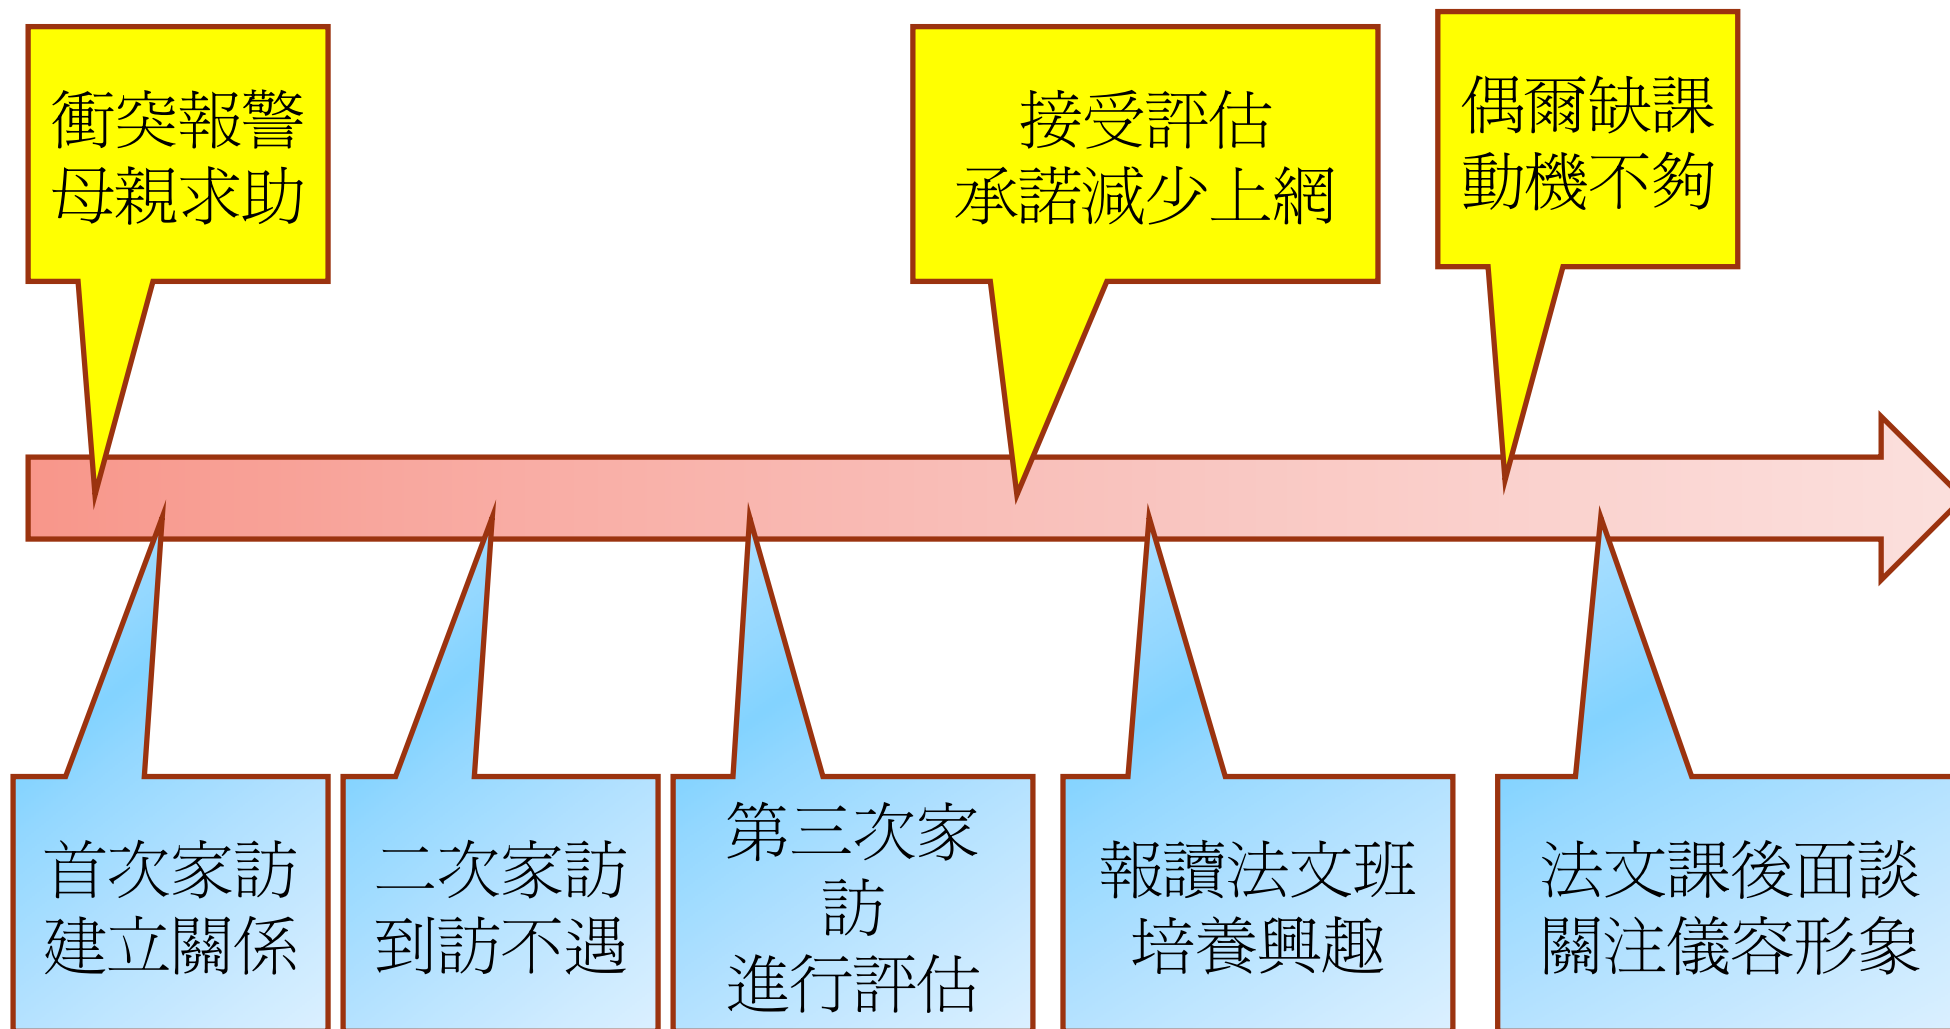 衝突報警
母親求助
接受評估
承諾減少上網
偶爾缺課
動機不夠
首次家訪
建立關係
二次家訪
到訪不遇
第三次家
訪
進行評估
報讀法文班
培養興趣
法文課後面談
關注儀容形象